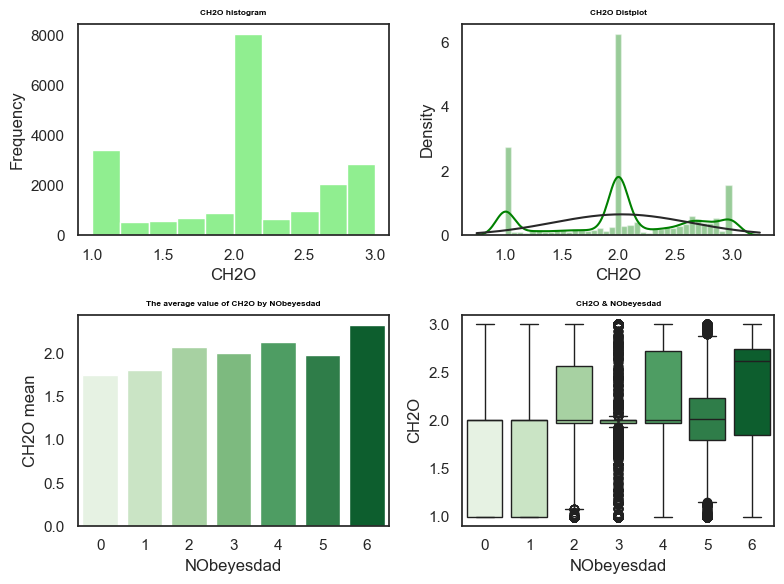 CH2O histogram
8000
6000
4000
2000
0
Frequency
1.0 1.5 2.0 2.5 3.0
CH2O
CH2O Distplot
6
4
2
0
Density
1.0 1.5 2.0 2.5 3.0
CH2O
The average value of CH2O by NObeyesdad
2.0
1.5
1.0
0.5
0.0
CH2O mean
0 1 2 3 4 5 6
NObeyesdad
CH2O & NObeyesdad
3.0
2.5
2.0
1.5
1.0
CH2O
0 1 2 3 4 5 6
NObeyesdad